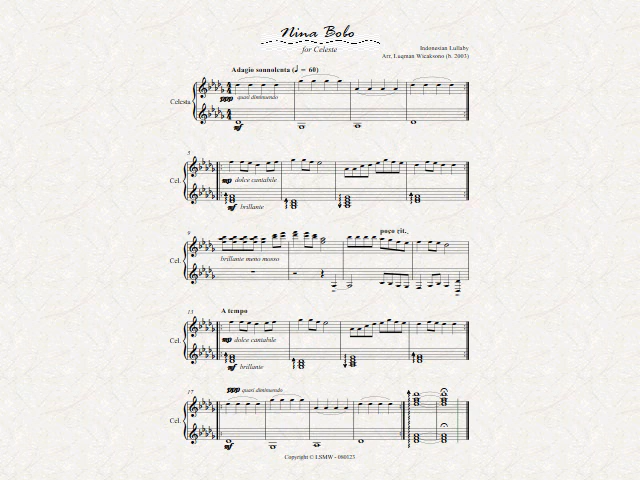 Nina Bobo
for Celeste
Indonesian Lullaby
Arr. Luqman Wicaksono (b. 2003)
Adagio sonnolento (♩ = 60)
Celesta
ppp quasi diminuendo
mf
5
Cel.
mp dolce cantabile
mf brillante
9
poco rit.
Cel.
brillante meno mosso
13
A tempo
Cel.
mp dolce cantabile
mf brillante
17
ppp quasi diminuendo
Cel.
mf
Copyright © LSMW - 080123